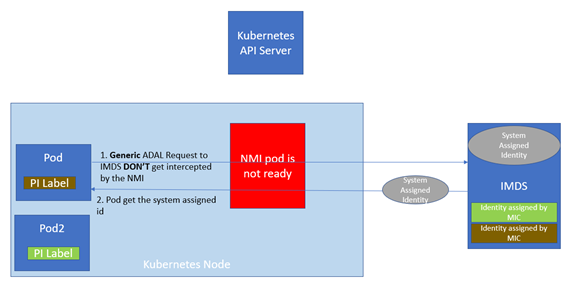 Kubernetes
API Server
Pod
PI Label
1. Generic ADAL Request to
IMDS DON'T get intercepted
by the NMI
2. Pod get the system assigned
id
NMI pod is
not ready
System
Assigned
Identity
System
Assigned
Identity
IMDS
Identity assigned by
MIC
Identity assigned by
MIC
Pod2
PI Label
Kubernetes Node